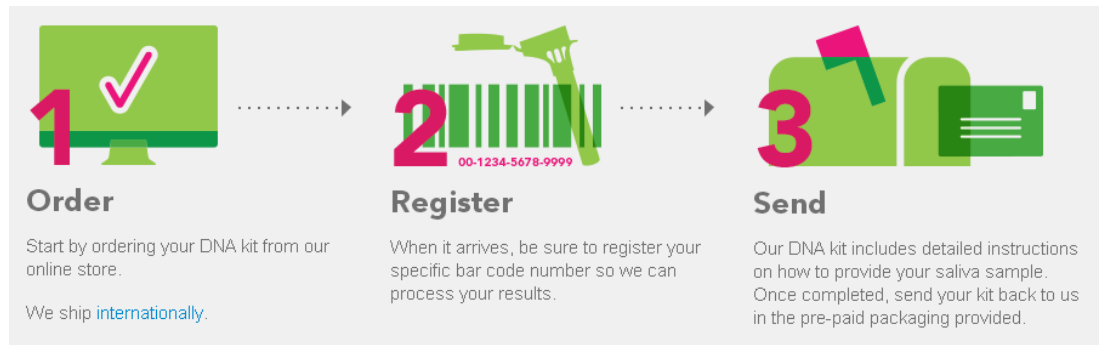 1
Order
Start by ordering your DNA kit from our
online store.
We ship internationally.
2
00-1234-5678-9999
Register
When it arrives, be sure to register your
specific bar code number so we can
process your results.
3
Send
Our DNA kit includes detailed instructions
on how to provide your saliva sample.
Once completed, send your kit back to us
in the pre-paid packaging provided.